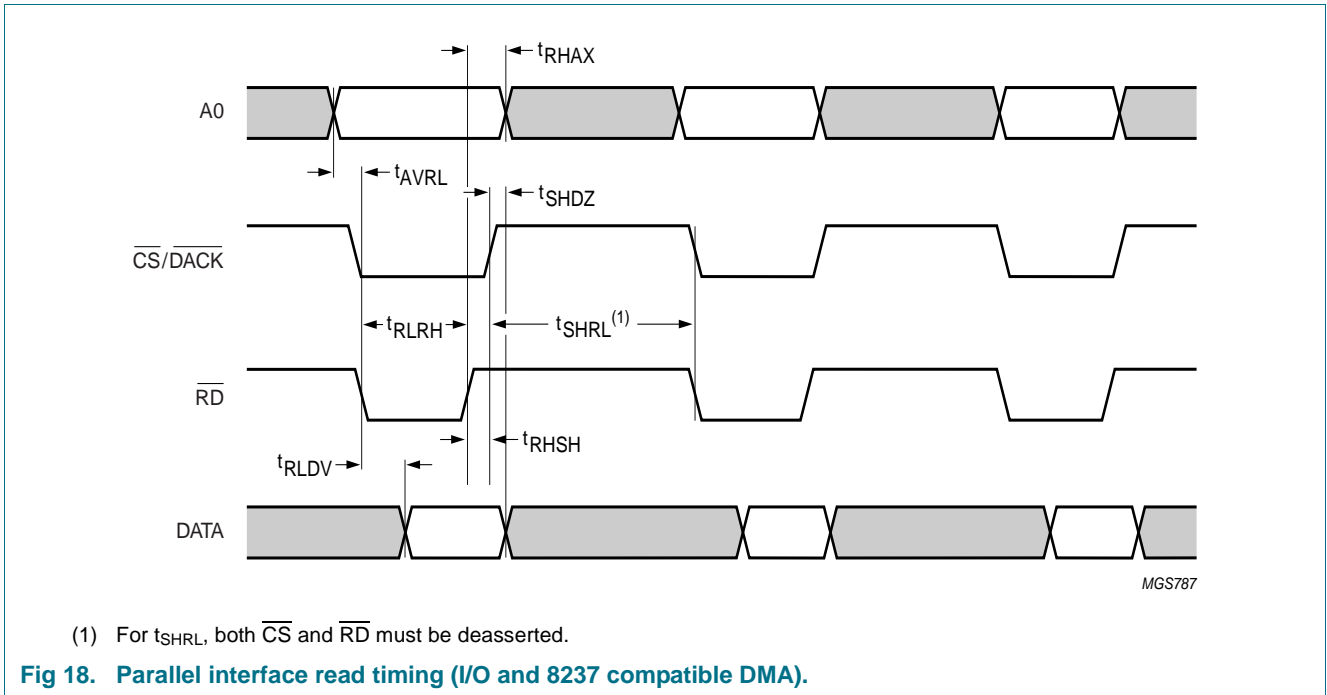 tRHAX
A0
tAVRL
tSHDZ
CS/DACK
tRLRH
tSHRL(1)
RD
tRHSH
tRLDV
DATA
MGS787
(1) For tSHRL, both CS and RD must be deasserted.
Fig 18. Parallel interface read timing (I/O and 8237 compatible DMA).